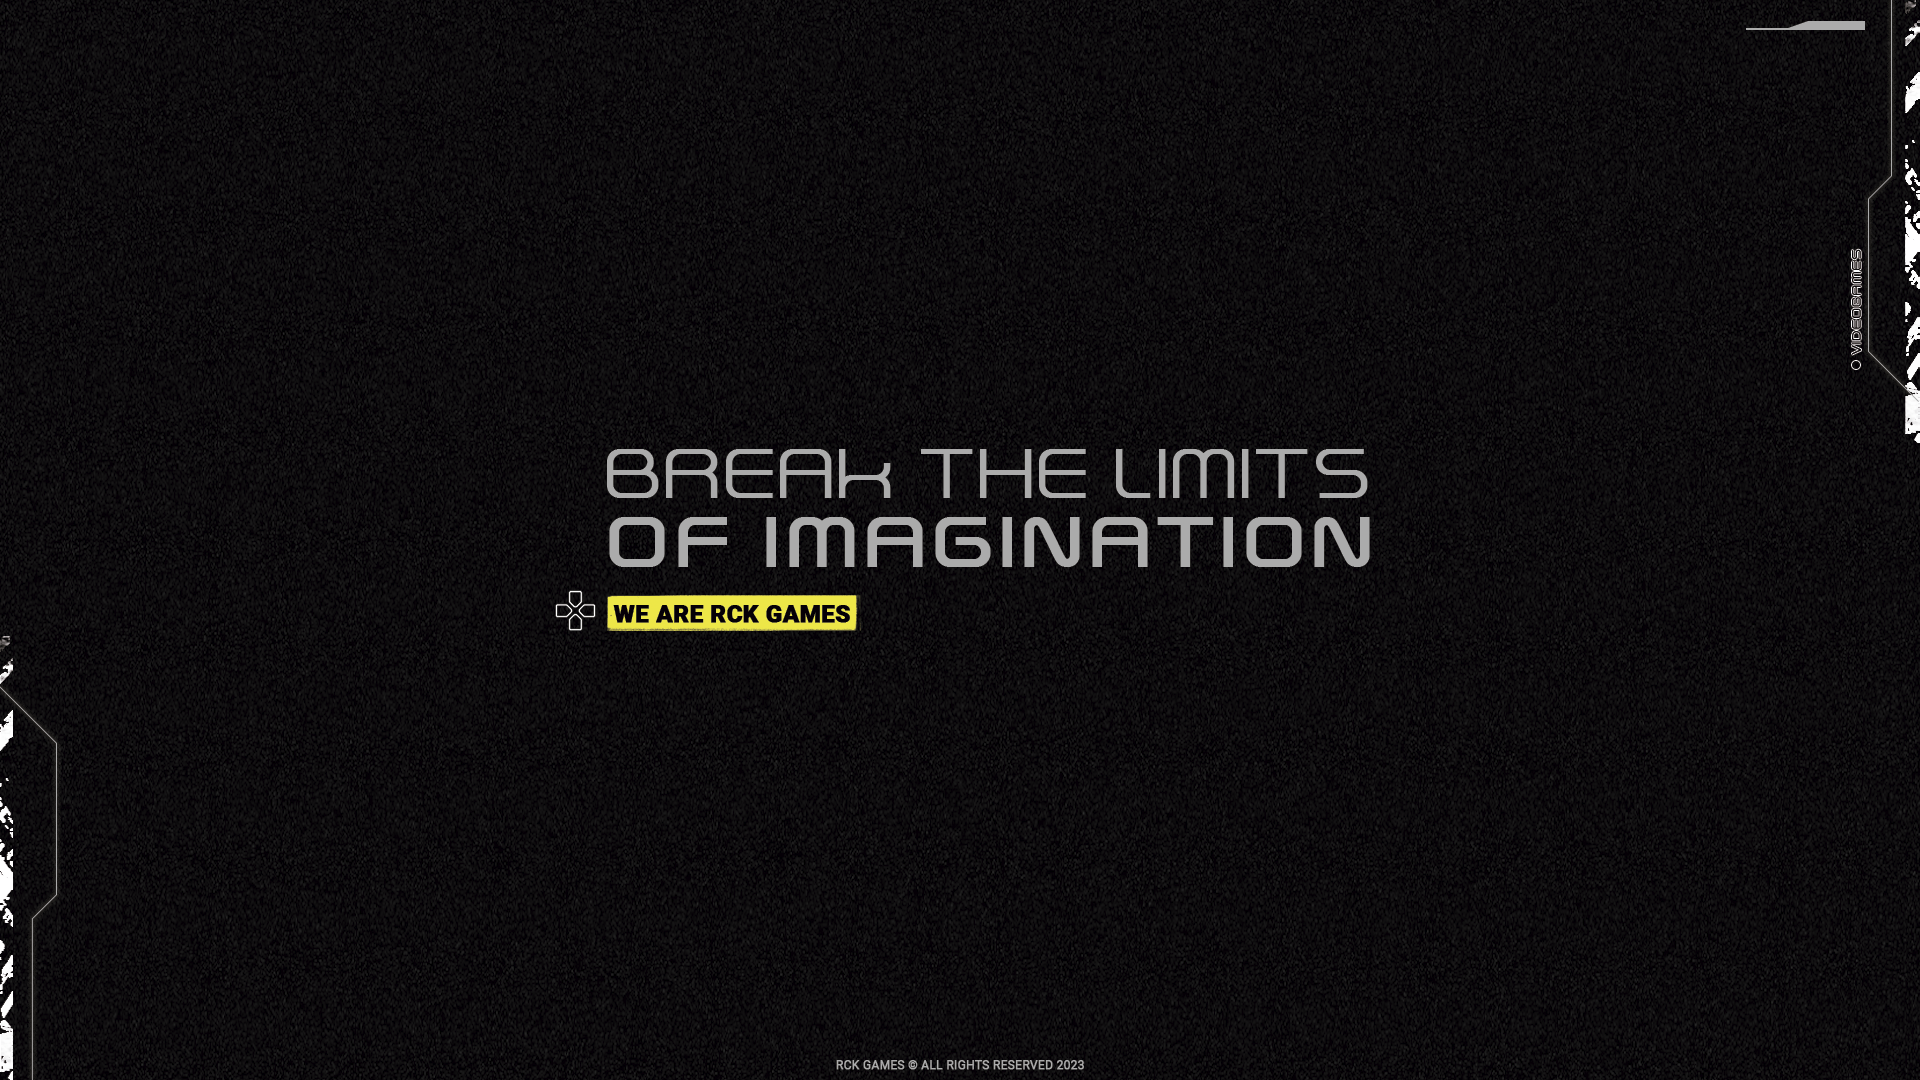 VIDEOGAMES
BREAK THE LIMITS
OF IMAGINATION
WE ARE RCK GAMES
RCK GAMES © ALL RIGHTS RESERVED 2023